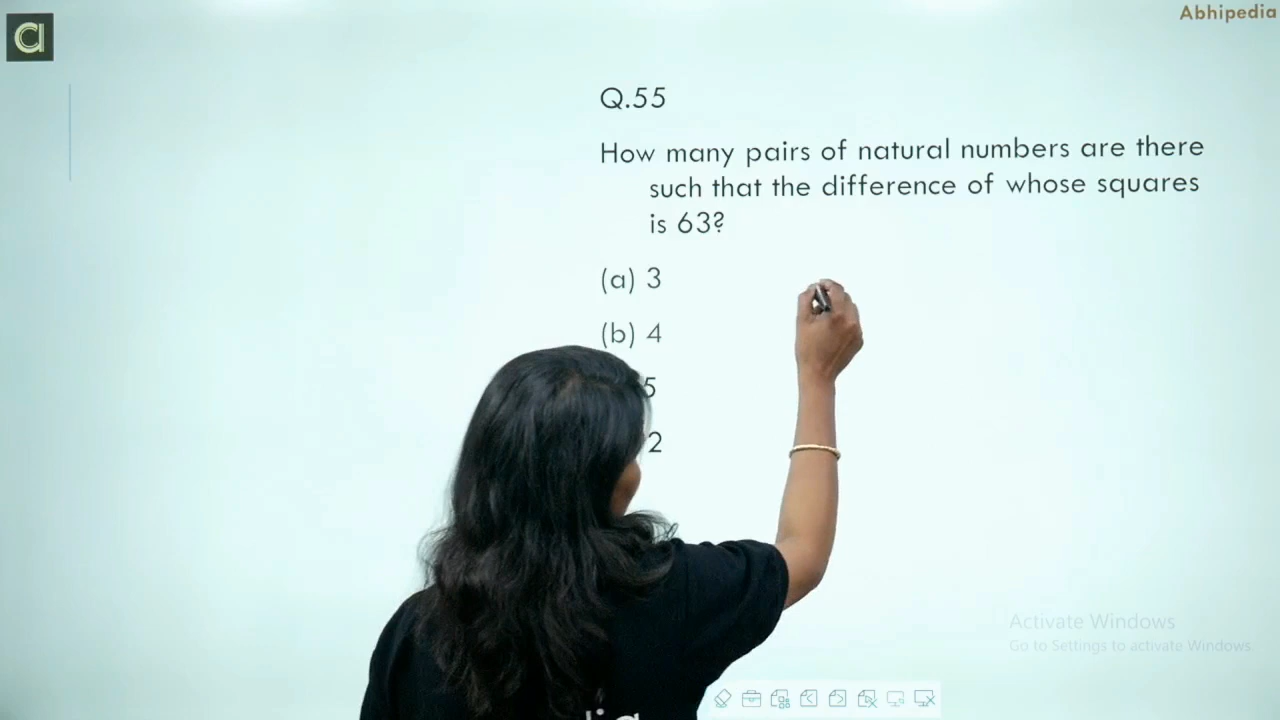 Abhipedia
Q.55
How many pairs of natural numbers are there
such that the difference of whose squares
is 63?
(a) 3
(b) 4
5
2
Activate Windows
Go to Settings to activate Windows.